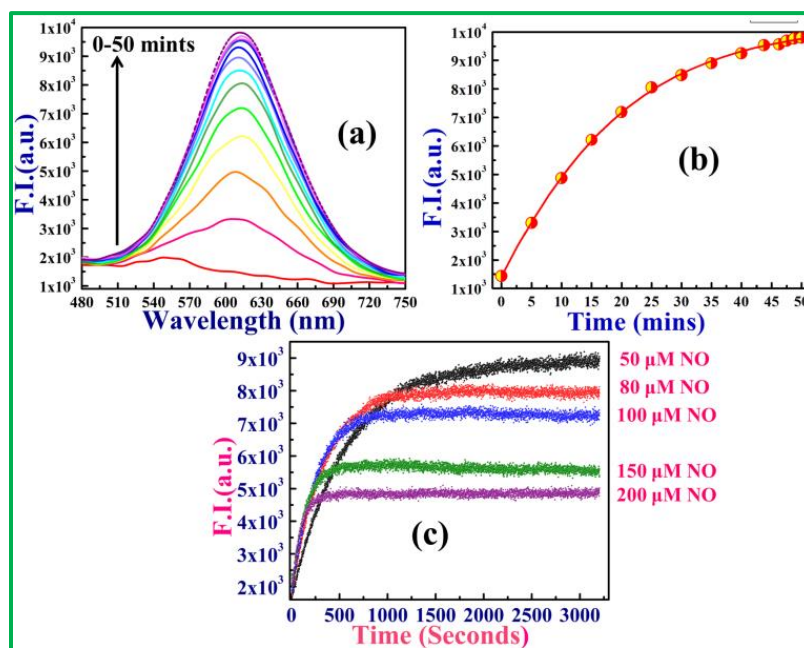 1x10⁴
9x10³
8x10³
7x10³
6x10³
5x10³
4x10³
3x10³
2x10³
1x10³
F.I.(a.u.)
0-50 mints
(a)
480 510 540 570 600 630 660 690 720 750
Wavelength (nm)
1x10⁴
9x10³
8x10³
7x10³
6x10³
5x10³
4x10³
3x10³
2x10³
1x10³
F.I.(a.u.)
(b)
0 5 10 15 20 25 30 35 40 45 50
Time (mins)
9x10³
8x10³
7x10³
6x10³
5x10³
4x10³
3x10³
2x10³
F.I.(a.u.)
50 µM NO
80 µM NO
100 µM NO
150 µM NO
200 µM NO
(c)
0 500 1000 1500 2000 2500 3000
Time (Seconds)